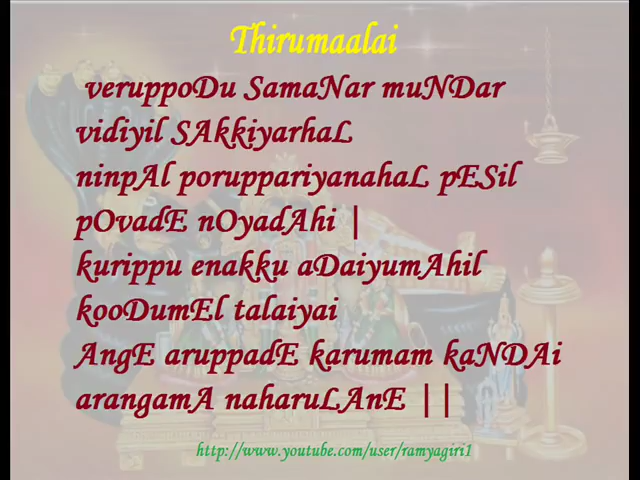 Thirumaalai
veruppoDu SamaNar muNDar
vidiyil SAkkiyarhaL
ninpAl poruppariyanahaL pESil
pOvadE nOyadAhi |
kurippu enakku aDaiyumAhil
kooDumEl talaiyai
AngE aruppadE karumam kaNDAi
arangamA naharuLAnE ||
http://www.youtube.com/user/ramyagiri1